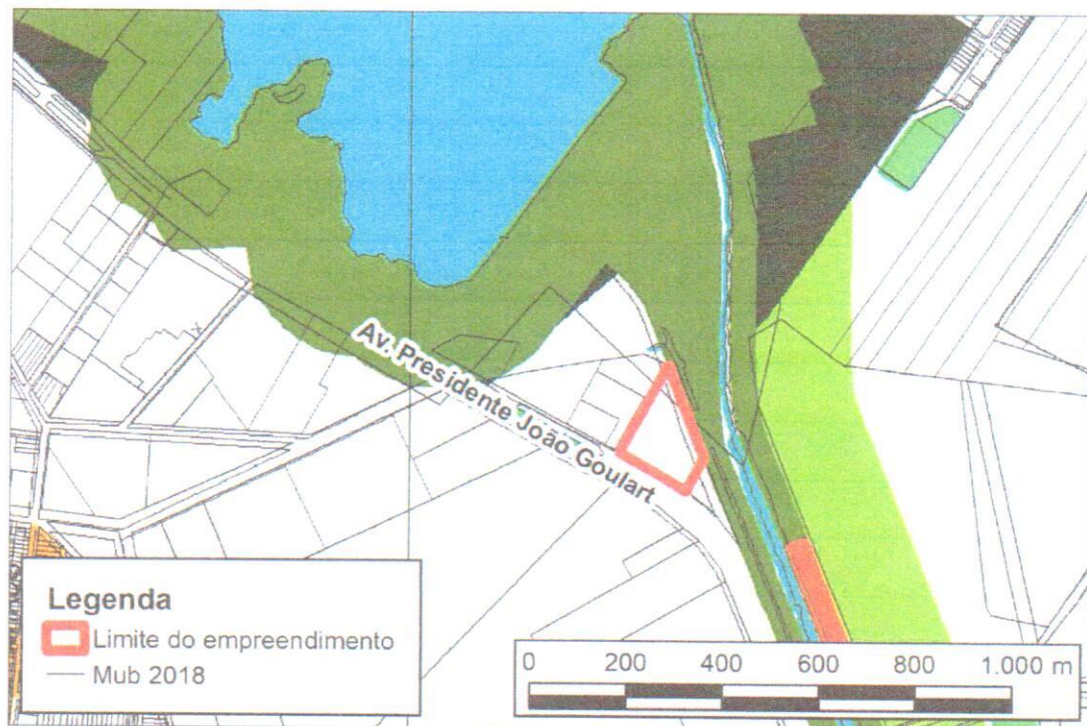 Av. Presidente João Goulart
Legenda
Limite do empreendimento
Mub 2018
0 200 400 600 800 1.000 m